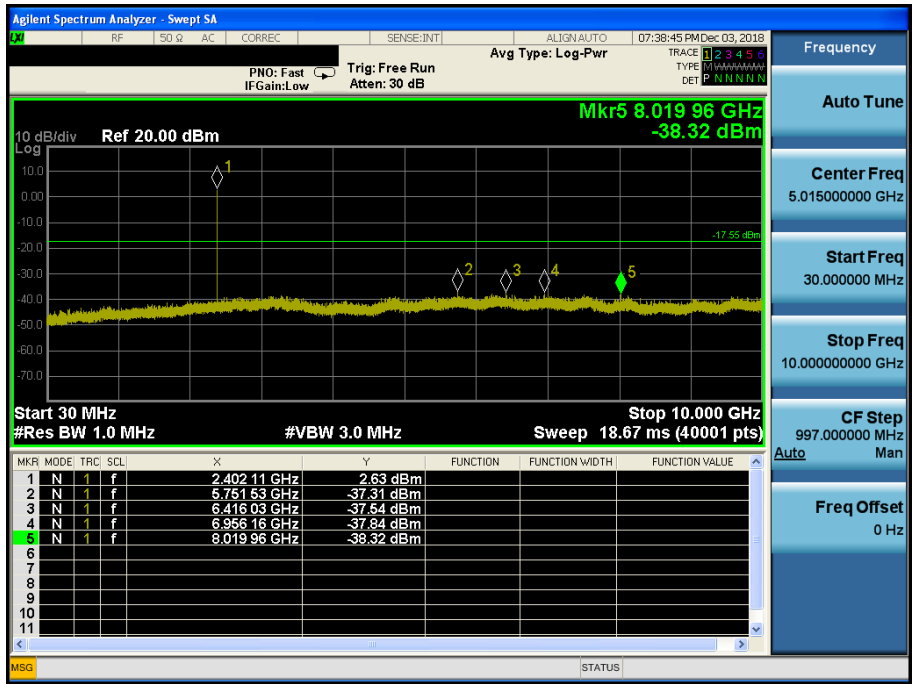 Agilent Spectrum Analyzer - Swept SA
LXI RF 50 Ω AC CORREC SENSE:INT ALIGNAUTO 07:38:45 PM Dec 03, 2018
Avg Type: Log-Pwr TRACE 1 2 3 4 5 6
PNO: Fast Trig: Free Run TYPE MWWWWW
IFGain:Low Atten: 30 dB DET P N N N N N
Mkr5 8.019 96 GHz
-38.32 dBm
10 dB/div Ref 20.00 dBm
Log
10.0
0.00
-10.0
-20.0
-30.0
-40.0
-50.0
-60.0
-70.0
1
-17.55 dBm
2 3 4 5
Start 30 MHz Stop 10.000 GHz
#Res BW 1.0 MHz #VBW 3.0 MHz Sweep 18.67 ms (40001 pts)
MKR MODE TRC SCL X Y FUNCTION FUNCTION WIDTH FUNCTION VALUE
1 N 1 f 2.402 11 GHz 2.63 dBm
2 N 1 f 5.751 53 GHz -37.31 dBm
3 N 1 f 6.416 03 GHz -37.54 dBm
4 N 1 f 6.956 16 GHz -37.84 dBm
5 N 1 f 8.019 96 GHz -38.32 dBm
6
7
8
9
10
11
MSG STATUS
Frequency
Auto Tune
Center Freq
5.015000000 GHz
Start Freq
30.000000 MHz
Stop Freq
10.000000000 GHz
CF Step
997.000000 MHz
Auto Man
Freq Offset
0 Hz